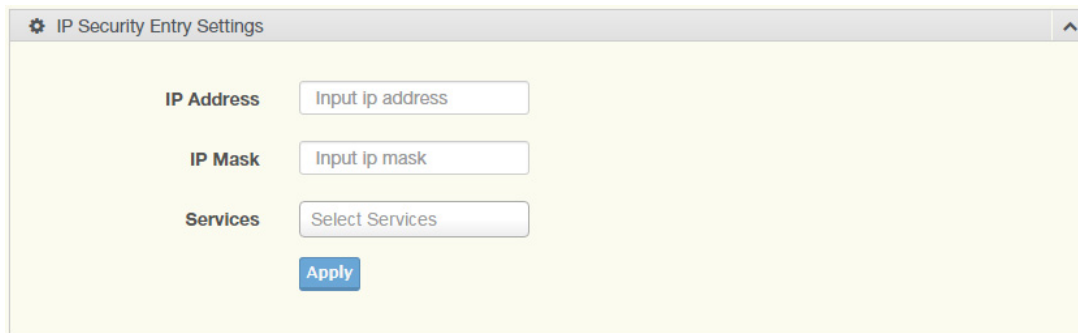 IP Security Entry Settings
IP Address Input ip address
IP Mask Input ip mask
Services Select Services
Apply